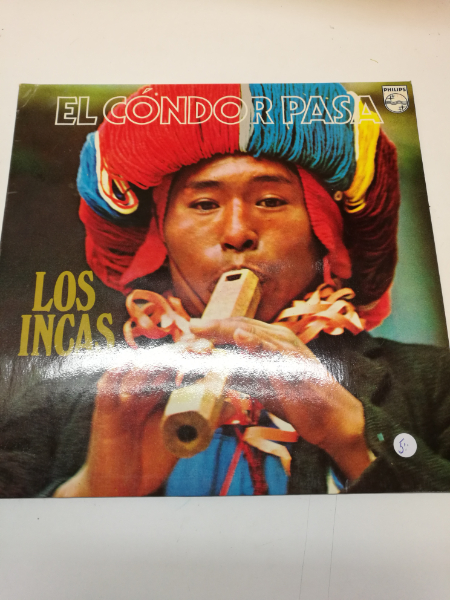 EL CÓNDOR PASA
PHILIPS
LOS
INCAS
5.-